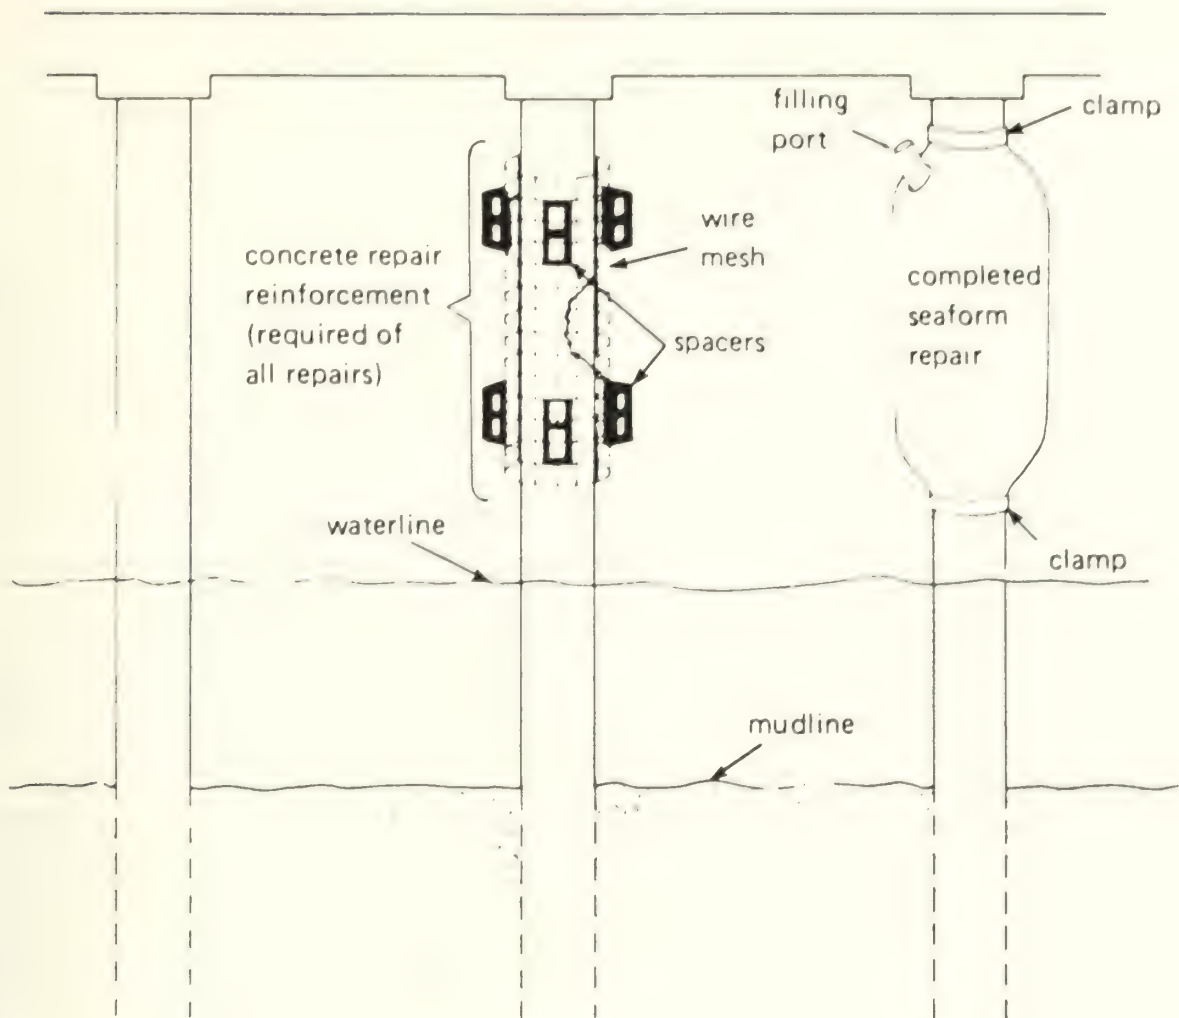 filling
port
clamp
wire
mesh
concrete repair
reinforcement
(required of
all repairs)
completed
seaform
repair
spacers
waterline
clamp
mudline